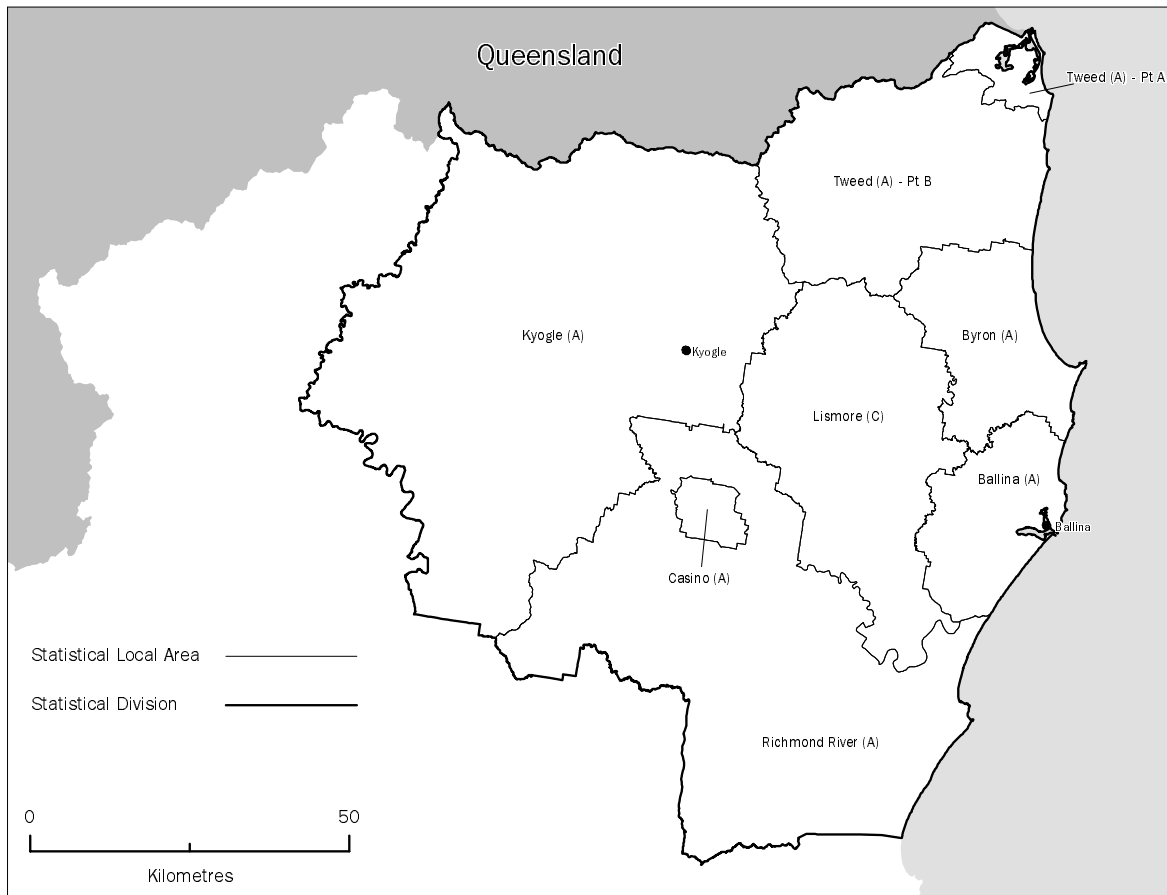 Queensland
Tweed (A) - Pt A
Tweed (A) - Pt B
Kyogle (A)
Kyogle
Byron (A)
Lismore (C)
Ballina (A)
Ballina
Casino (A)
Statistical Local Area
Statistical Division
Richmond River (A)
0 50
Kilometres